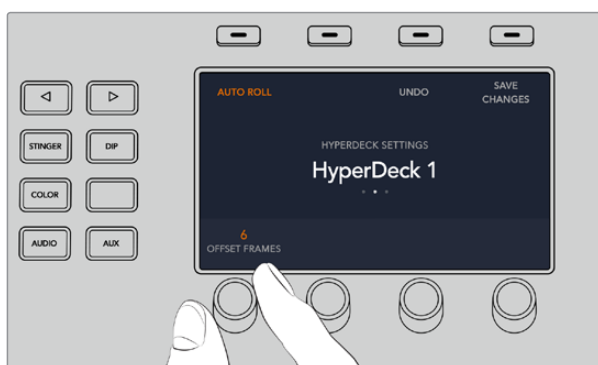 AUTO ROLL
UNDO
SAVE
CHANGES
STINGER
DIP
HYPERDECK SETTINGS
HyperDeck 1
COLOR
AUDIO
AUX
6
OFFSET FRAMES